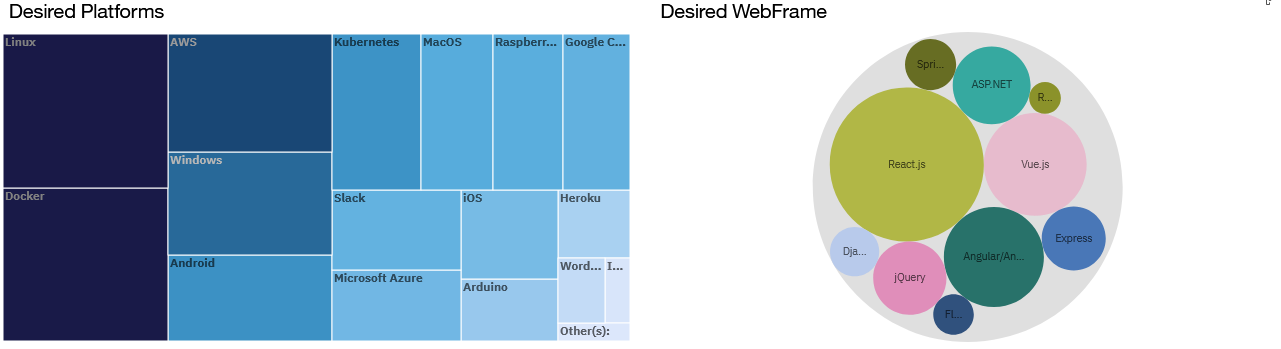 Desired Platforms
Linux
AWS
Kubernetes
MacOS
Raspberr...
Google C...
Windows
Docker
Slack
iOS
Heroku
Android
Microsoft Azure
Arduino
Word...
I...
Other(s):
Desired WebFrame
Spri...
ASP.NET
R...
React.js
Vue.js
Express
Dja...
Angular/An...
jQuery
Fl...